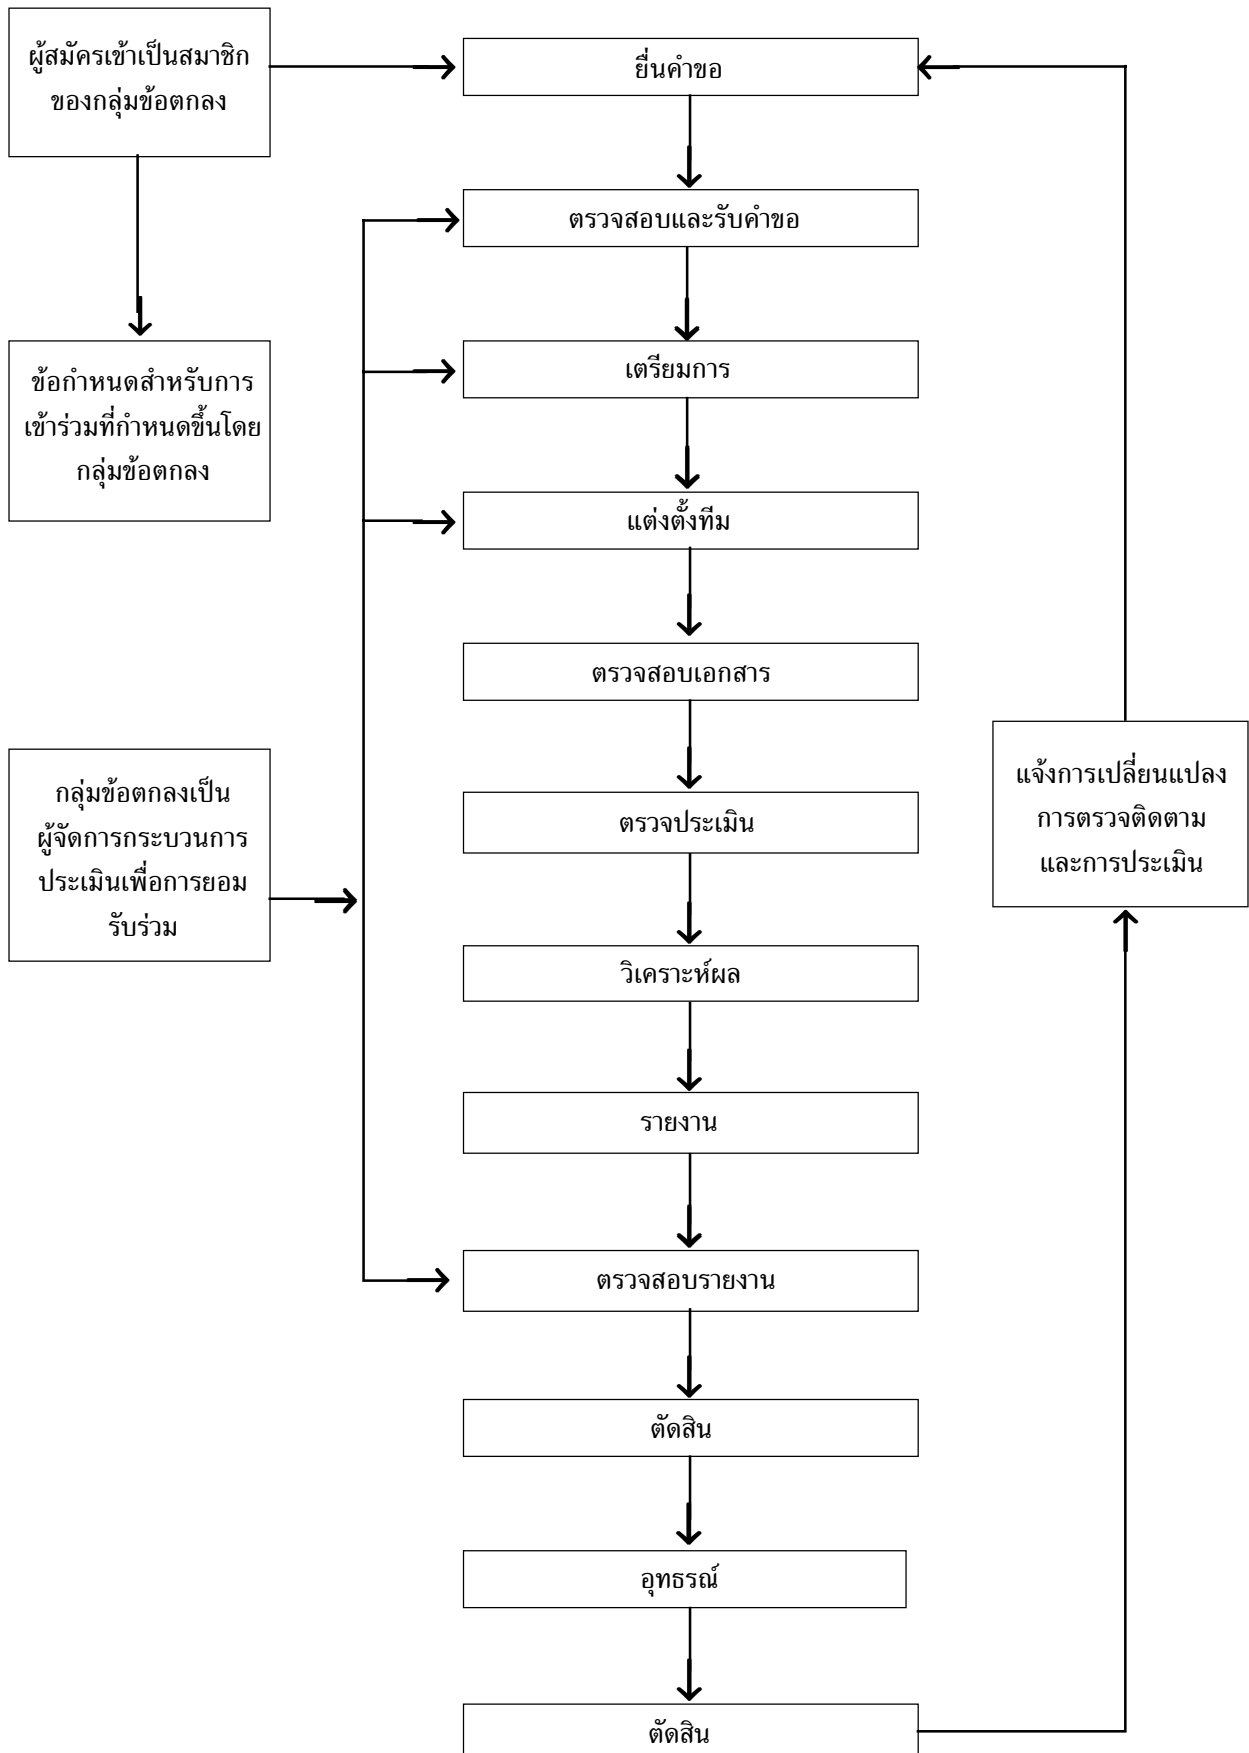 ผู้สมัครเข้าเป็นสมาชิก
ของกลุ่มข้อตกลง
ยื่นคำขอ
ตรวจสอบและรับคำขอ
เตรียมการ
ข้อกำหนดสำหรับการ
เข้าร่วมที่กำหนดขึ้นโดย
กลุ่มข้อตกลง
แต่งตั้งทีม
ตรวจสอบเอกสาร
กลุ่มข้อตกลงเป็น
ผู้จัดการกระบวนการ
ประเมินเพื่อการยอม
รับร่วม
ตรวจประเมิน
แจ้งการเปลี่ยนแปลง
การตรวจติดตาม
และการประเมิน
วิเคราะห์ผล
รายงาน
ตรวจสอบรายงาน
ตัดสิน
อุทธรณ์
ตัดสิน